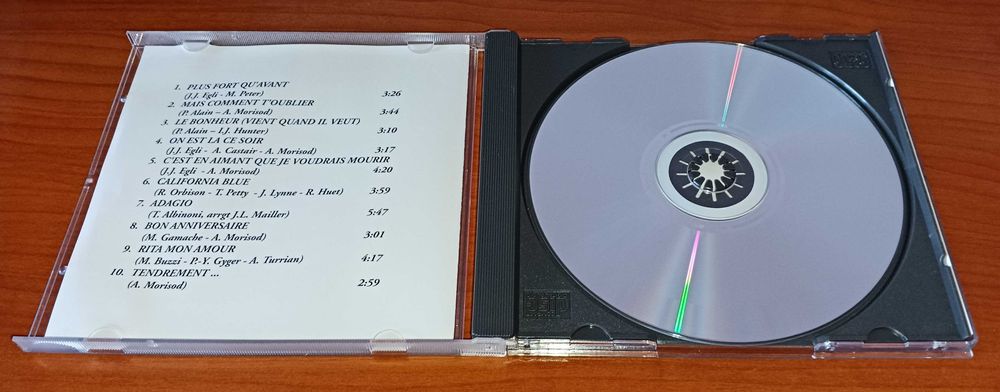 1. PLUS FORT QU'AVANT
(J.J. Egli - M. Peter) 3:26
2. MAIS COMMENT T'OUBLIER
(P. Alain – A. Morisod) 3:44
3. LE BONHEUR (VIENT QUAND IL VEUT)
(P. Alain – I.J. Hunter) 3:10
4. ON EST LA CE SOIR
(J.J. Egli - A. Castair - A. Morisod) 3:17
5. C'EST EN AIMANT QUE JE VOUDRAIS MOURIR
(J.J. Egli - A. Morisod) 4:20
6. CALIFORNIA BLUE
(R. Orbison - T. Petty - J. Lynne - R. Huet) 3:59
7. ADAGIO
(T. Albinoni, arrgt J.L. Mailler) 5:47
8. BON ANNIVERSAIRE
(M. Gamache - A. Morisod) 3:01
9. RITA MON AMOUR
(M. Buzzi - P.-Y. Gyger - A. Turrian) 4:17
10. TENDREMENT ...
(A. Morisod) 2:59